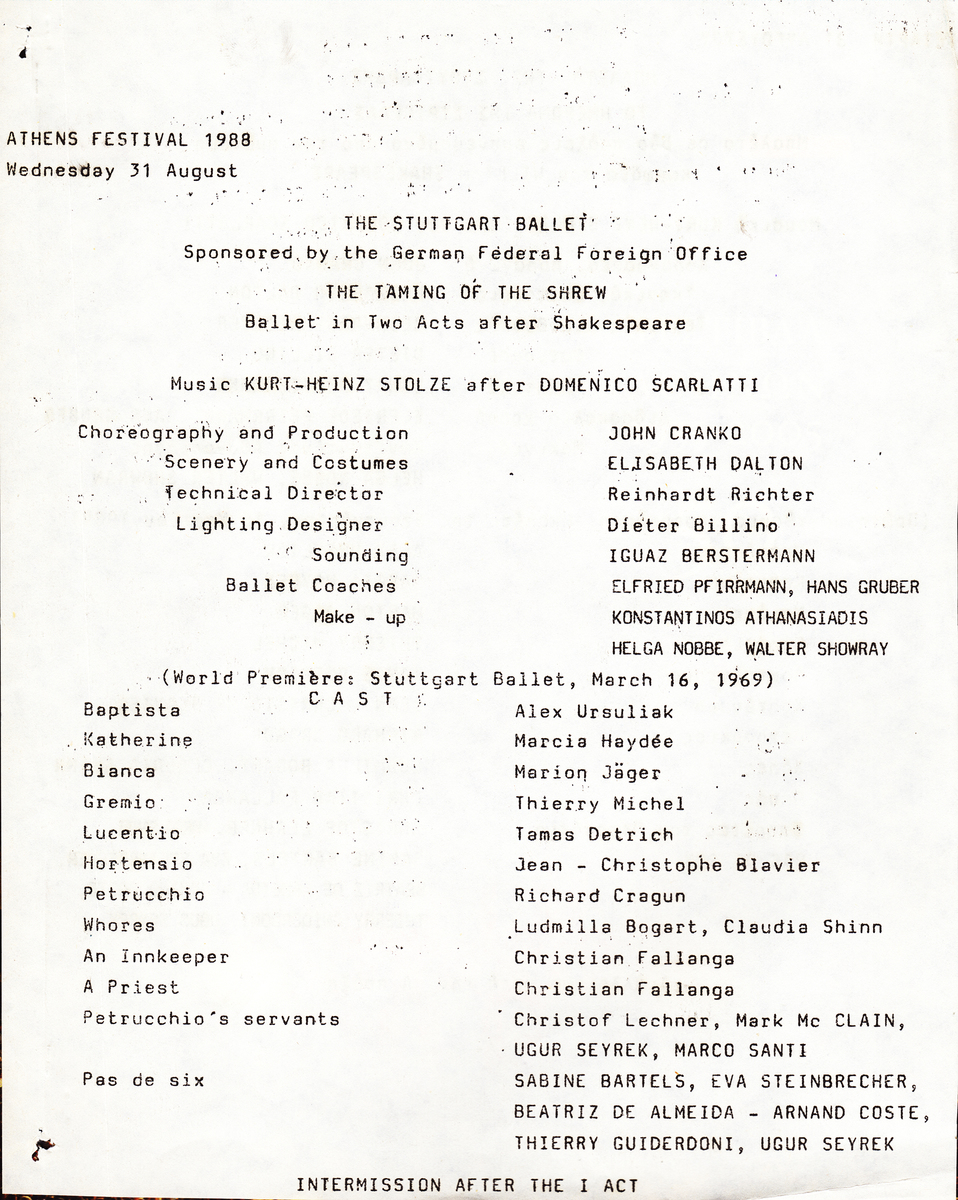 ATHENS FESTIVAL 1988
Wednesday 31 August
THE STUTTGART BALLET
Sponsored by the German Federal Foreign Office
THE TAMING OF THE SHREW
Ballet in Two Acts after Shakespeare
Music KURT-HEINZ STOLZE after DOMENICO SCARLATTI
Choreography and Production JOHN CRANKO
Scenery and Costumes ELISABETH DALTON
Technical Director Reinhardt Richter
Lighting Designer Dieter Billino
Sounding IGUAZ BERSTERMANN
Ballet Coaches ELFRIED PFIRRMANN, HANS GRUBER
Make - up KONSTANTINOS ATHANASIADIS
HELGA NOBBE, WALTER SHOWRAY
(World Première: Stuttgart Ballet, March 16, 1969)
C A S T
Baptista Alex Ursuliak
Katherine Marcia Haydée
Bianca Marion Jäger
Gremio Thierry Michel
Lucentio Tamas Detrich
Hortensio Jean - Christophe Blavier
Petrucchio Richard Cragun
Whores Ludmilla Bogart, Claudia Shinn
An Innkeeper Christian Fallanga
A Priest Christian Fallanga
Petrucchio's servants Christof Lechner, Mark Mc CLAIN,
UGUR SEYREK, MARCO SANTI
Pas de six SABINE BARTELS, EVA STEINBRECHER,
BEATRIZ DE ALMEIDA - ARNAND COSTE,
THIERRY GUIDERDONI, UGUR SEYREK
INTERMISSION AFTER THE I ACT